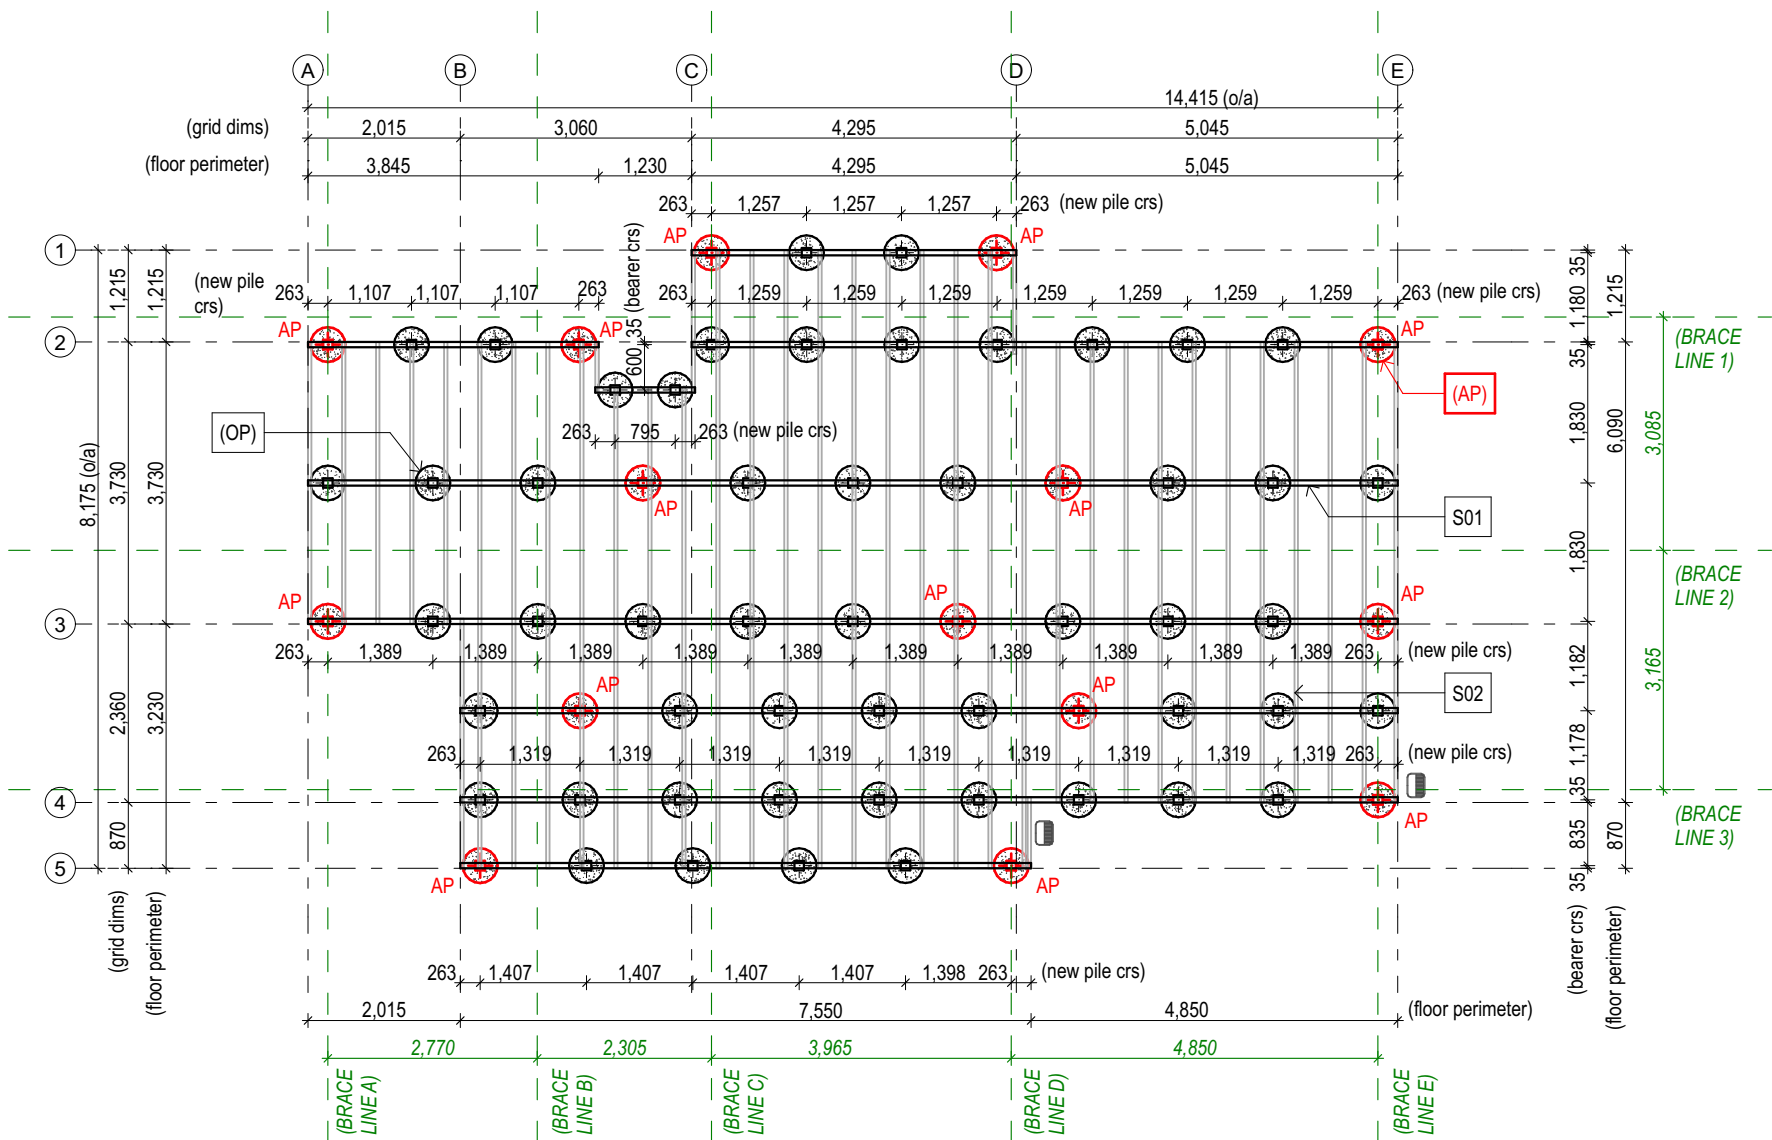 A
B
C
D
E
14,415 (o/a)
(grid dims)
2,015
3,060
4,295
5,045
(floor perimeter)
3,845
1,230
4,295
5,045
263
1,257
1,257
1,257
263
(new pile crs)
AP
AP
1
(new pile
crs)
263
1,107
1,107
1,107
263
600
35
(bearer crs)
263
1,259
1,259
1,259
1,259
1,259
1,259
1,259
263
(new pile crs)
AP
AP
AP
2
(BRACE
LINE 1)
(AP)
(OP)
263
795
263
(new pile crs)
AP
AP
S01
(BRACE
LINE 2)
AP
AP
AP
3
263
1,389
1,389
1,389
1,389
1,389
1,389
1,389
1,389
1,389
1,389
263
(new pile crs)
AP
AP
S02
263
1,319
1,319
1,319
1,319
1,319
1,319
1,319
1,319
1,319
263
(new pile crs)
4
AP
(BRACE
LINE 3)
5
AP
AP
8,175 (o/a)
1,215
3,730
2,360
870
(grid dims)
1,215
3,730
3,230
(floor perimeter)
35
1,180
35
1,830
1,830
1,182
1,178
35
835
35
(bearer crs)
1,215
6,090
870
(floor perimeter)
3,085
3,165
263
1,407
1,407
1,407
1,407
1,398
263
(new pile crs)
2,015
7,550
4,850
(floor perimeter)
2,770
2,305
3,965
4,850
(BRACE
LINE A)
(BRACE
LINE B)
(BRACE
LINE C)
(BRACE
LINE D)
(BRACE
LINE E)